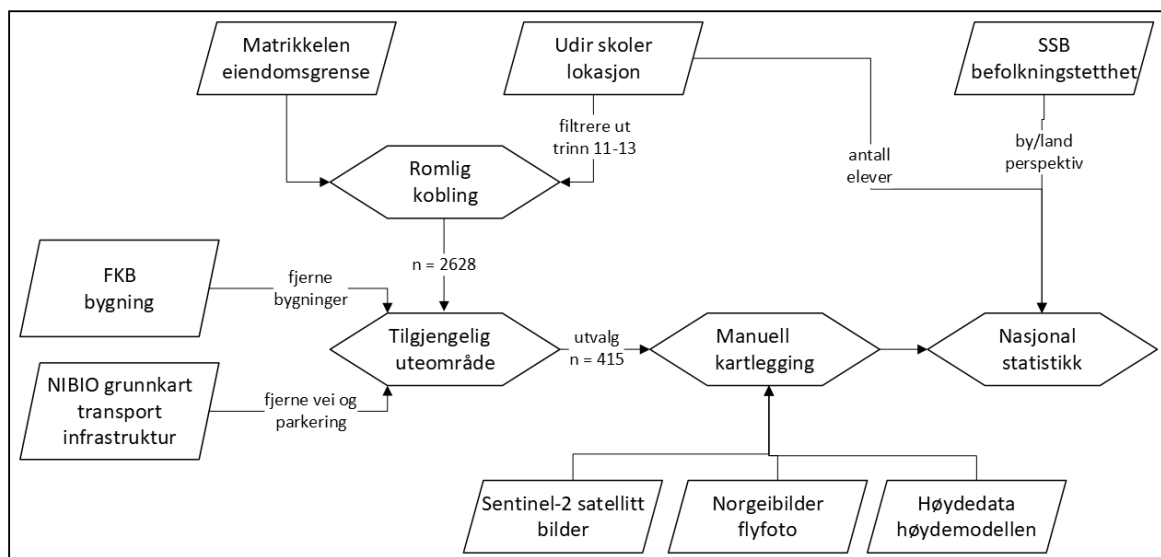 Matrikkelen
eiendomsgrense
Udir skoler
lokasjon
SSB
befolkningstetthet
filtrere ut
trinn 11-13
antall
elever
by/land
perspektiv
Romlig
kobling
n = 2628
FKB
bygning
fjerne
bygninger
Tilgjengelig
uteområde
utvalg
n = 415
Manuell
kartlegging
Nasjonal
statistikk
NIBIO grunnkart
transport
infrastruktur
fjerne vei og
parkering
Sentinel-2 satellitt
bilder
Norgeibilder
flyfoto
Høydedata
høydemodellen